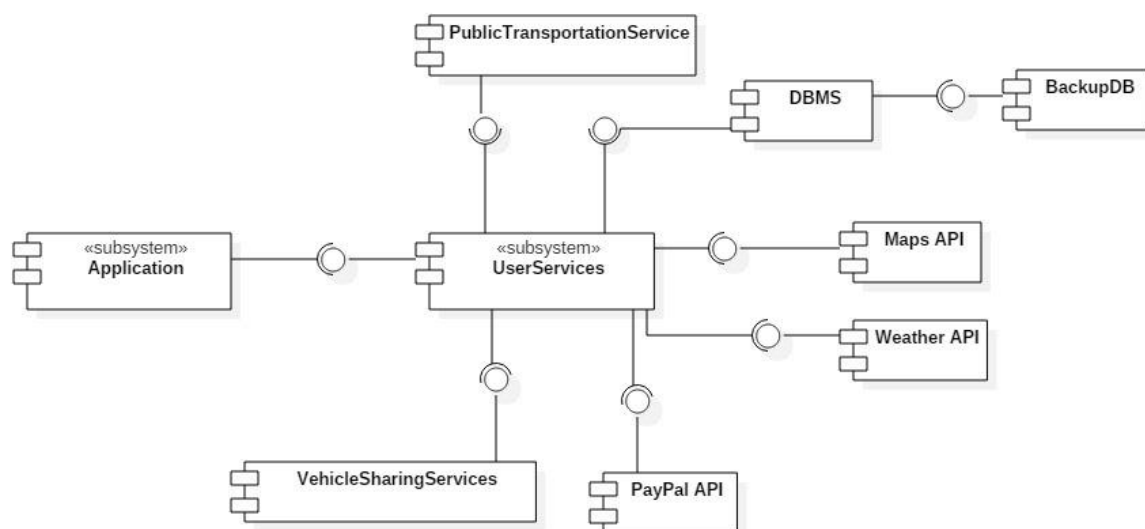 PublicTransportationService
DBMS
BackupDB
«subsystem»
Application
«subsystem»
UserServices
Maps API
Weather API
VehicleSharingServices
PayPal API